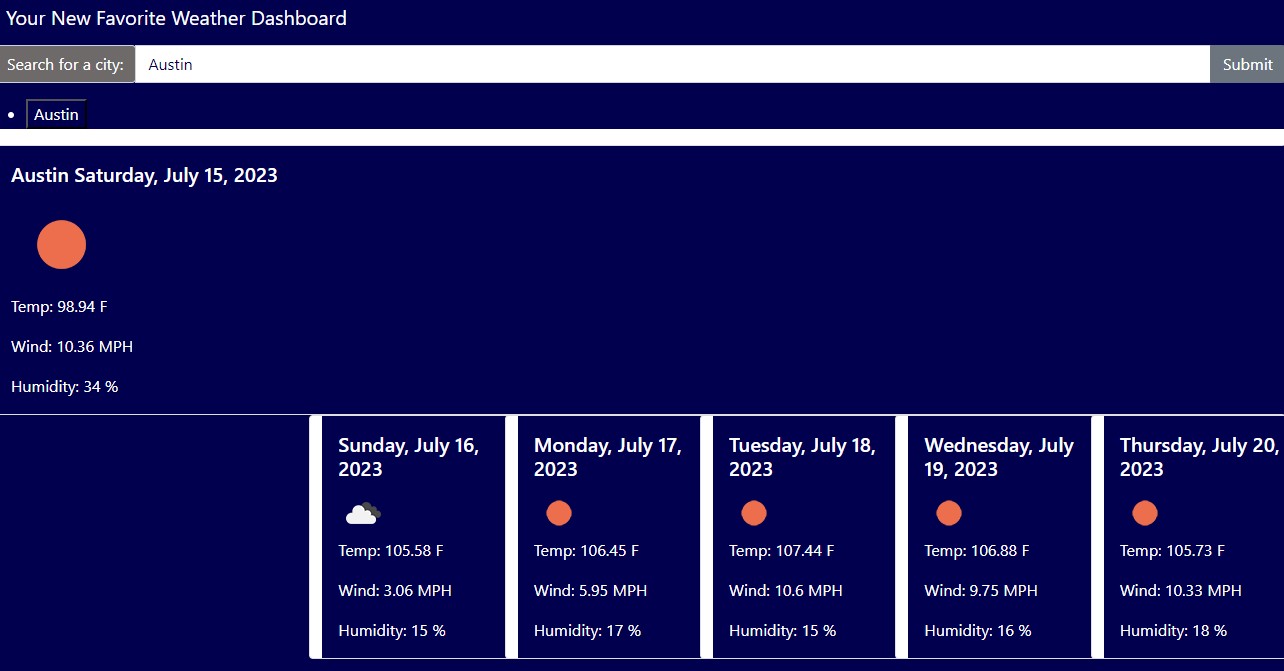 Your New Favorite Weather Dashboard
Search for a city: Austin Submit
Austin
Austin Saturday, July 15, 2023
Temp: 98.94 F
Wind: 10.36 MPH
Humidity: 34 %
Sunday, July 16,
2023
Temp: 105.58 F
Wind: 3.06 MPH
Humidity: 15 %
Monday, July 17,
2023
Temp: 106.45 F
Wind: 5.95 MPH
Humidity: 17 %
Tuesday, July 18,
2023
Temp: 107.44 F
Wind: 10.6 MPH
Humidity: 15 %
Wednesday, July
19, 2023
Temp: 106.88 F
Wind: 9.75 MPH
Humidity: 16 %
Thursday, July 20,
2023
Temp: 105.73 F
Wind: 10.33 MPH
Humidity: 18 %